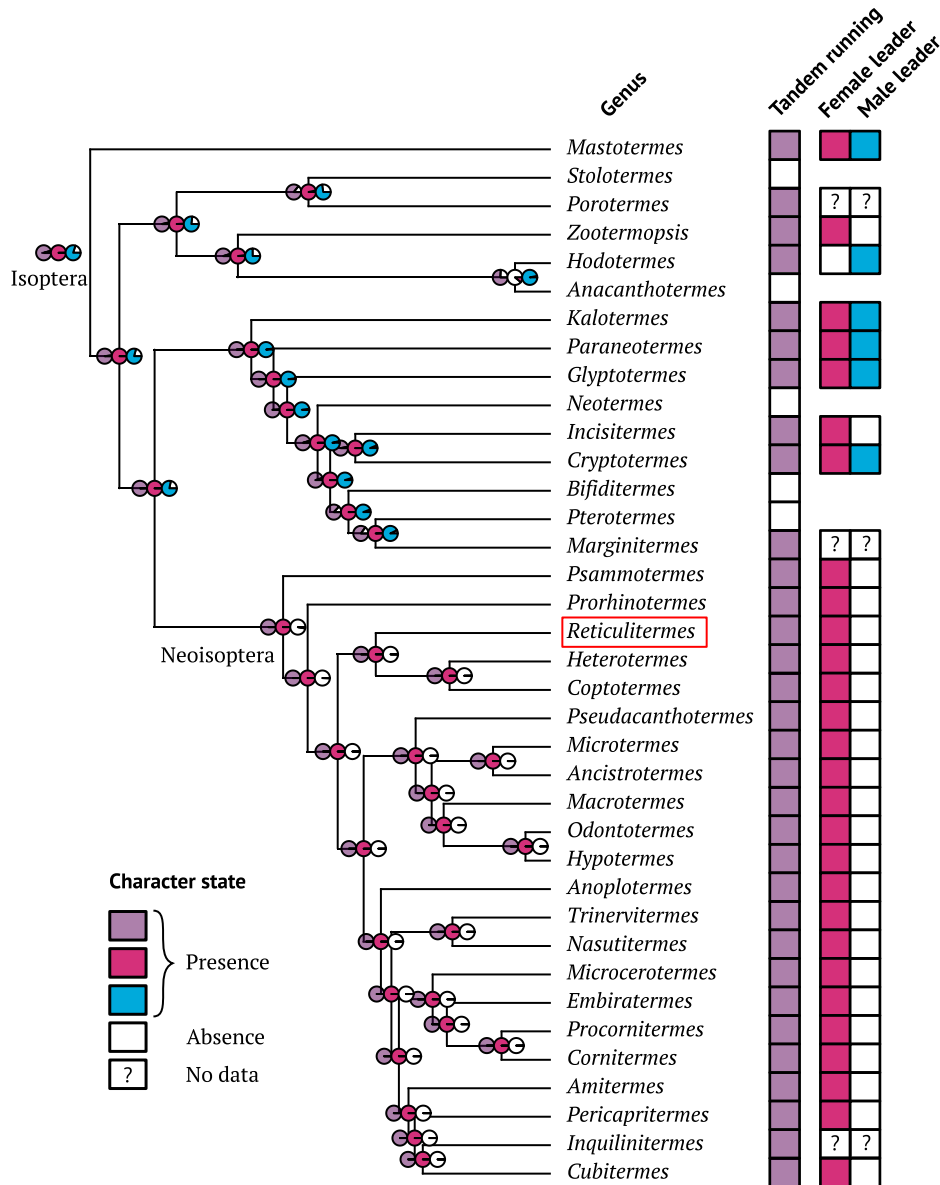 Genus
Tandem running
Female leader
Male leader
Mastotermes
Stolotermes
Porotermes ? ?
Zootermopsis
Hodotermes
Isoptera
Anacanthotermes
Kalotermes
Paraneotermes
Glyptotermes
Neotermes
Incisitermes
Cryptotermes
Bifiditermes
Pterotermes
Marginitermes ? ?
Psammotermes
Prorhinotermes
Reticulitermes
Neoisoptera
Heterotermes
Coptotermes
Pseudacanthotermes
Microtermes
Ancistrotermes
Macrotermes
Odontotermes
Hypotermes
Anoplotermes
Trinervitermes
Nasutitermes
Microcerotermes
Embiratermes
Procornitermes
Cornitermes
Amitermes
Pericapritermes
Inquilinitermes ? ?
Cubitermes
Character state
Presence
Absence
? No data